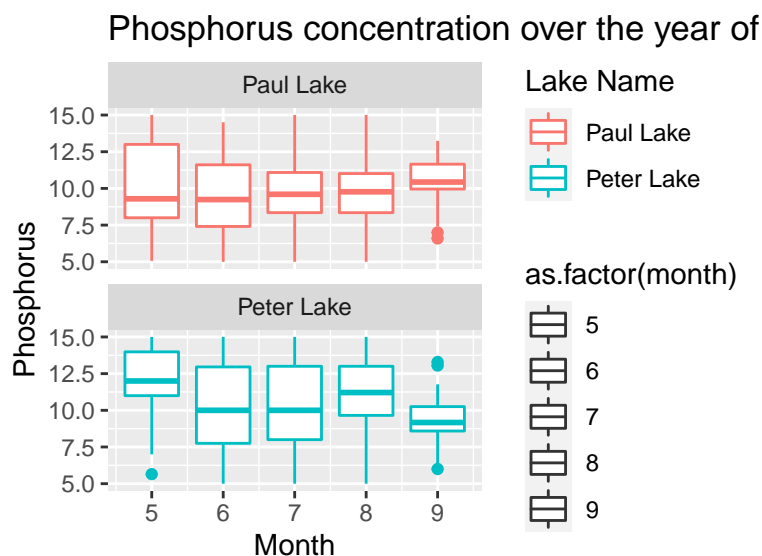 Phosphorus concentration over the year of
Paul Lake
15.0
12.5
10.0
7.5
5.0
Peter Lake
15.0
12.5
10.0
7.5
5.0
Phosphorus
5 6 7 8 9
Month
Lake Name
Paul Lake
Peter Lake
as.factor(month)
5
6
7
8
9